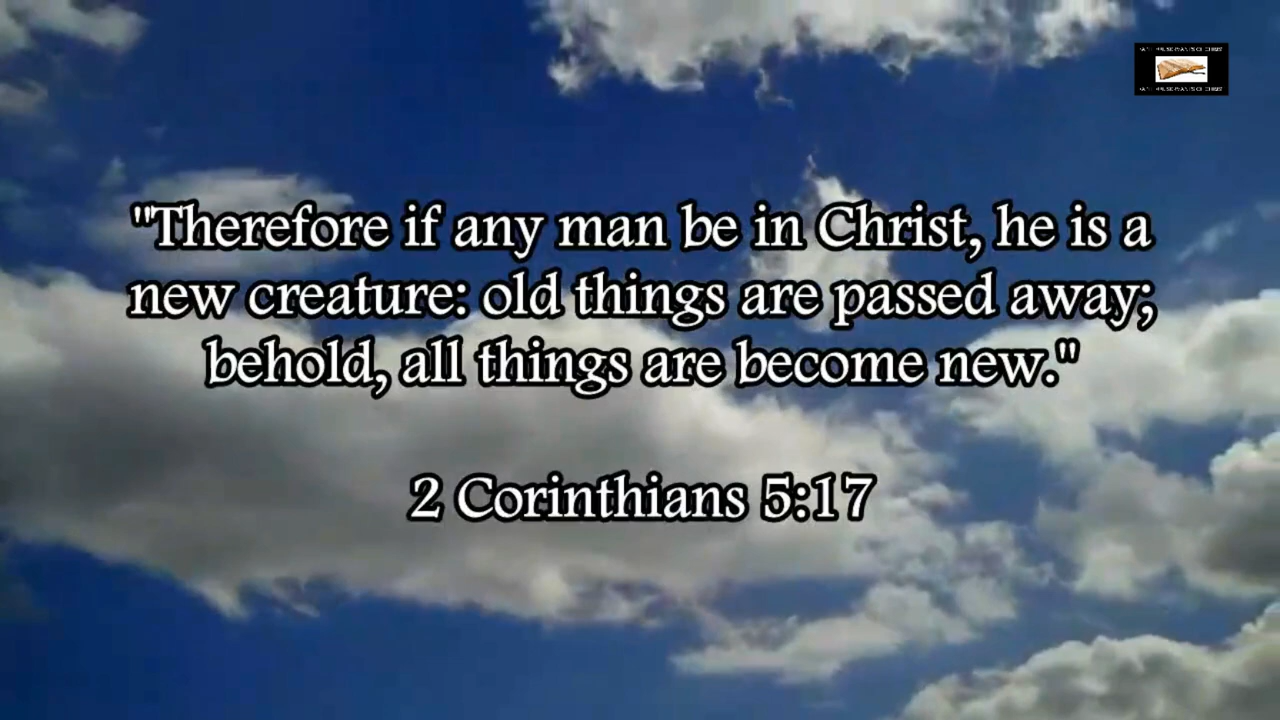 "Therefore if any man be in Christ, he is a
new creature: old things are passed away;
behold, all things are become new."
2 Corinthians 5:17